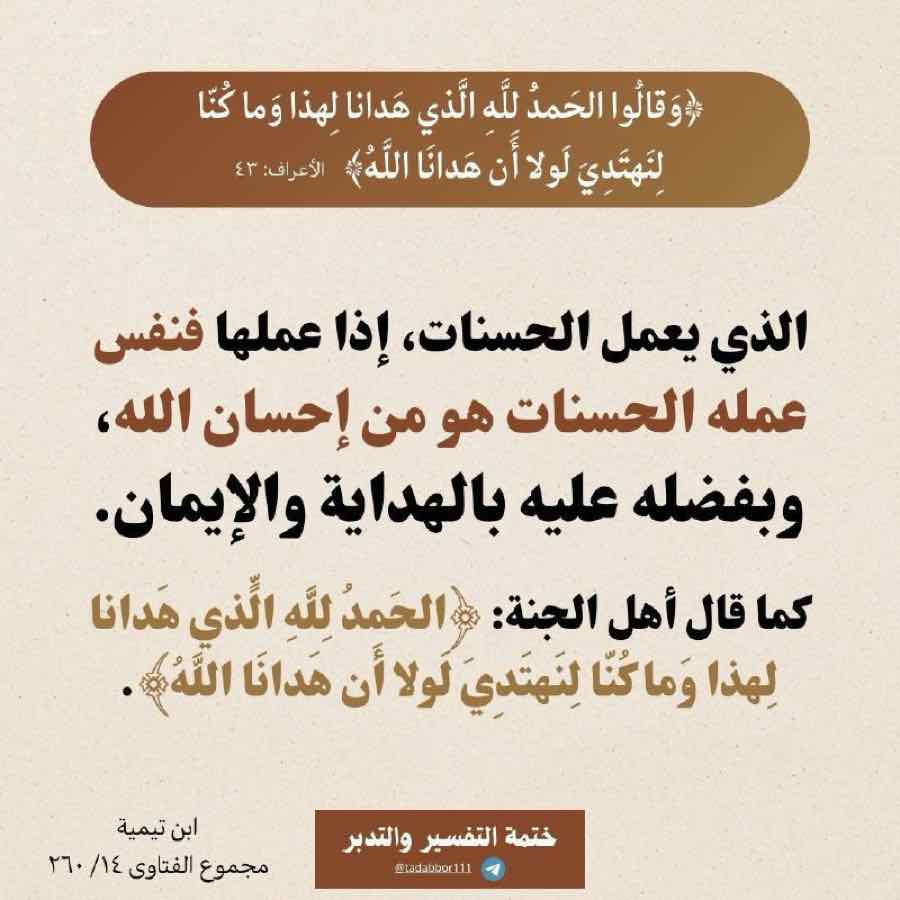 ﴿وَقالُوا الحَمدُ لِلَّهِ الَّذي هَدانا لِهذا وَما كُنّا
لِنَهتَدِيَ لَولا أَن هَدانَا اللَّهُ﴾ الأعراف: ٤٣
الذي يعمل الحسنات، إذا عملها فنفس
عمله الحسنات هو من إحسان الله،
وبفضله عليه بالهداية والإيمان.
كما قال أهل الجنة: ﴿الحَمدُ لِلَّهِ الَّذي هَدانا
لِهذا وَما كُنّا لِنَهتَدِيَ لَولا أَن هَدانَا اللَّهُ﴾.
ابن تيمية
مجموع الفتاوى ١٤/ ٢٦٠
ختمة التفسير والتدبر
@tadabbor111